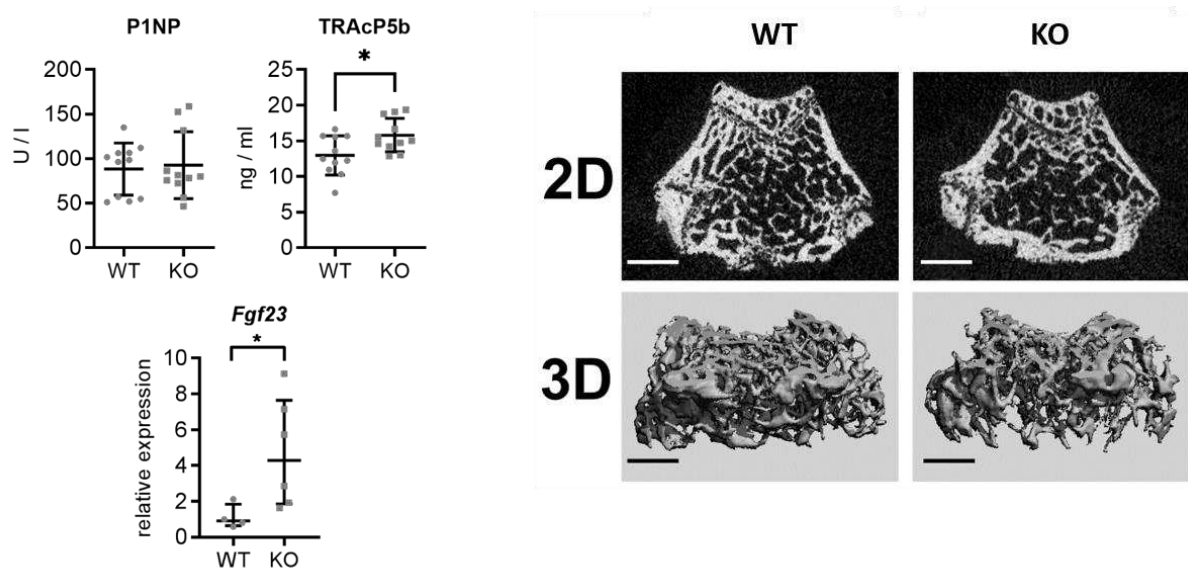 P1NP
200
150
100
50
0
U / l
WT
KO
TRAcP5b
*
25
20
15
10
5
0
ng / ml
WT
KO
Fgf23
*
10
8
6
4
2
0
relative expression
WT
KO
WT
KO
2D
3D